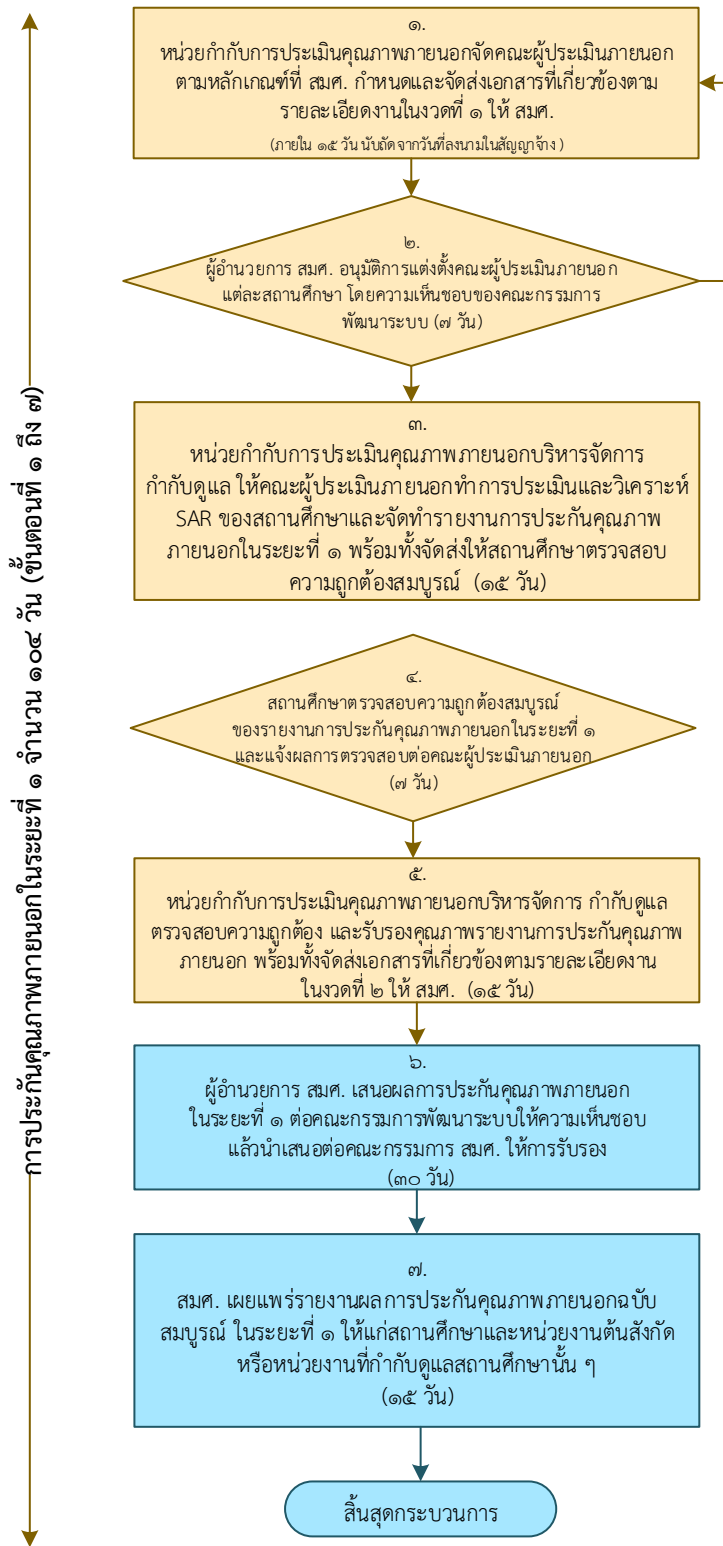 การประกันคุณภาพภายนอกในระยะที่ ๑ จำนวน ๑๐๔ วัน (ขั้นตอนที่ ๑ ถึง ๗)
๑.
หน่วยกำกับการประเมินคุณภาพภายนอกจัดคณะผู้ประเมินภายนอก
ตามหลักเกณฑ์ที่ สมศ. กำหนดและจัดส่งเอกสารที่เกี่ยวข้องตาม
รายละเอียดงานในงวดที่ ๑ ให้ สมศ.
(ภายใน ๑๕ วัน นับถัดจากวันที่ลงนามในสัญญาจ้าง )
๒.
ผู้อำนวยการ สมศ. อนุมัติการแต่งตั้งคณะผู้ประเมินภายนอก
แต่ละสถานศึกษา โดยความเห็นชอบของคณะกรรมการ
พัฒนาระบบ (๗ วัน)
๓.
หน่วยกำกับการประเมินคุณภาพภายนอกบริหารจัดการ
กำกับดูแล ให้คณะผู้ประเมินภายนอกทำการประเมินและวิเคราะห์
SAR ของสถานศึกษาและจัดทำรายงานการประกันคุณภาพ
ภายนอกในระยะที่ ๑ พร้อมทั้งจัดส่งให้สถานศึกษาตรวจสอบ
ความถูกต้องสมบูรณ์ (๑๕ วัน)
๔.
สถานศึกษาตรวจสอบความถูกต้องสมบูรณ์
ของรายงานการประกันคุณภาพภายนอกในระยะที่ ๑
และแจ้งผลการตรวจสอบต่อคณะผู้ประเมินภายนอก
(๗ วัน)
๕.
หน่วยกำกับการประเมินคุณภาพภายนอกบริหารจัดการ กำกับดูแล
ตรวจสอบความถูกต้อง และรับรองคุณภาพรายงานการประกันคุณภาพ
ภายนอก พร้อมทั้งจัดส่งเอกสารที่เกี่ยวข้องตามรายละเอียดงาน
ในงวดที่ ๒ ให้ สมศ. (๑๕ วัน)
๖.
ผู้อำนวยการ สมศ. เสนอผลการประกันคุณภาพภายนอก
ในระยะที่ ๑ ต่อคณะกรรมการพัฒนาระบบให้ความเห็นชอบ
แล้วนำเสนอต่อคณะกรรมการ สมศ. ให้การรับรอง
(๓๐ วัน)
๗.
สมศ. เผยแพร่รายงานผลการประกันคุณภาพภายนอกฉบับ
สมบูรณ์ ในระยะที่ ๑ ให้แก่สถานศึกษาและหน่วยงานต้นสังกัด
หรือหน่วยงานที่กำกับดูแลสถานศึกษานั้น ๆ
(๑๕ วัน)
สิ้นสุดกระบวนการ